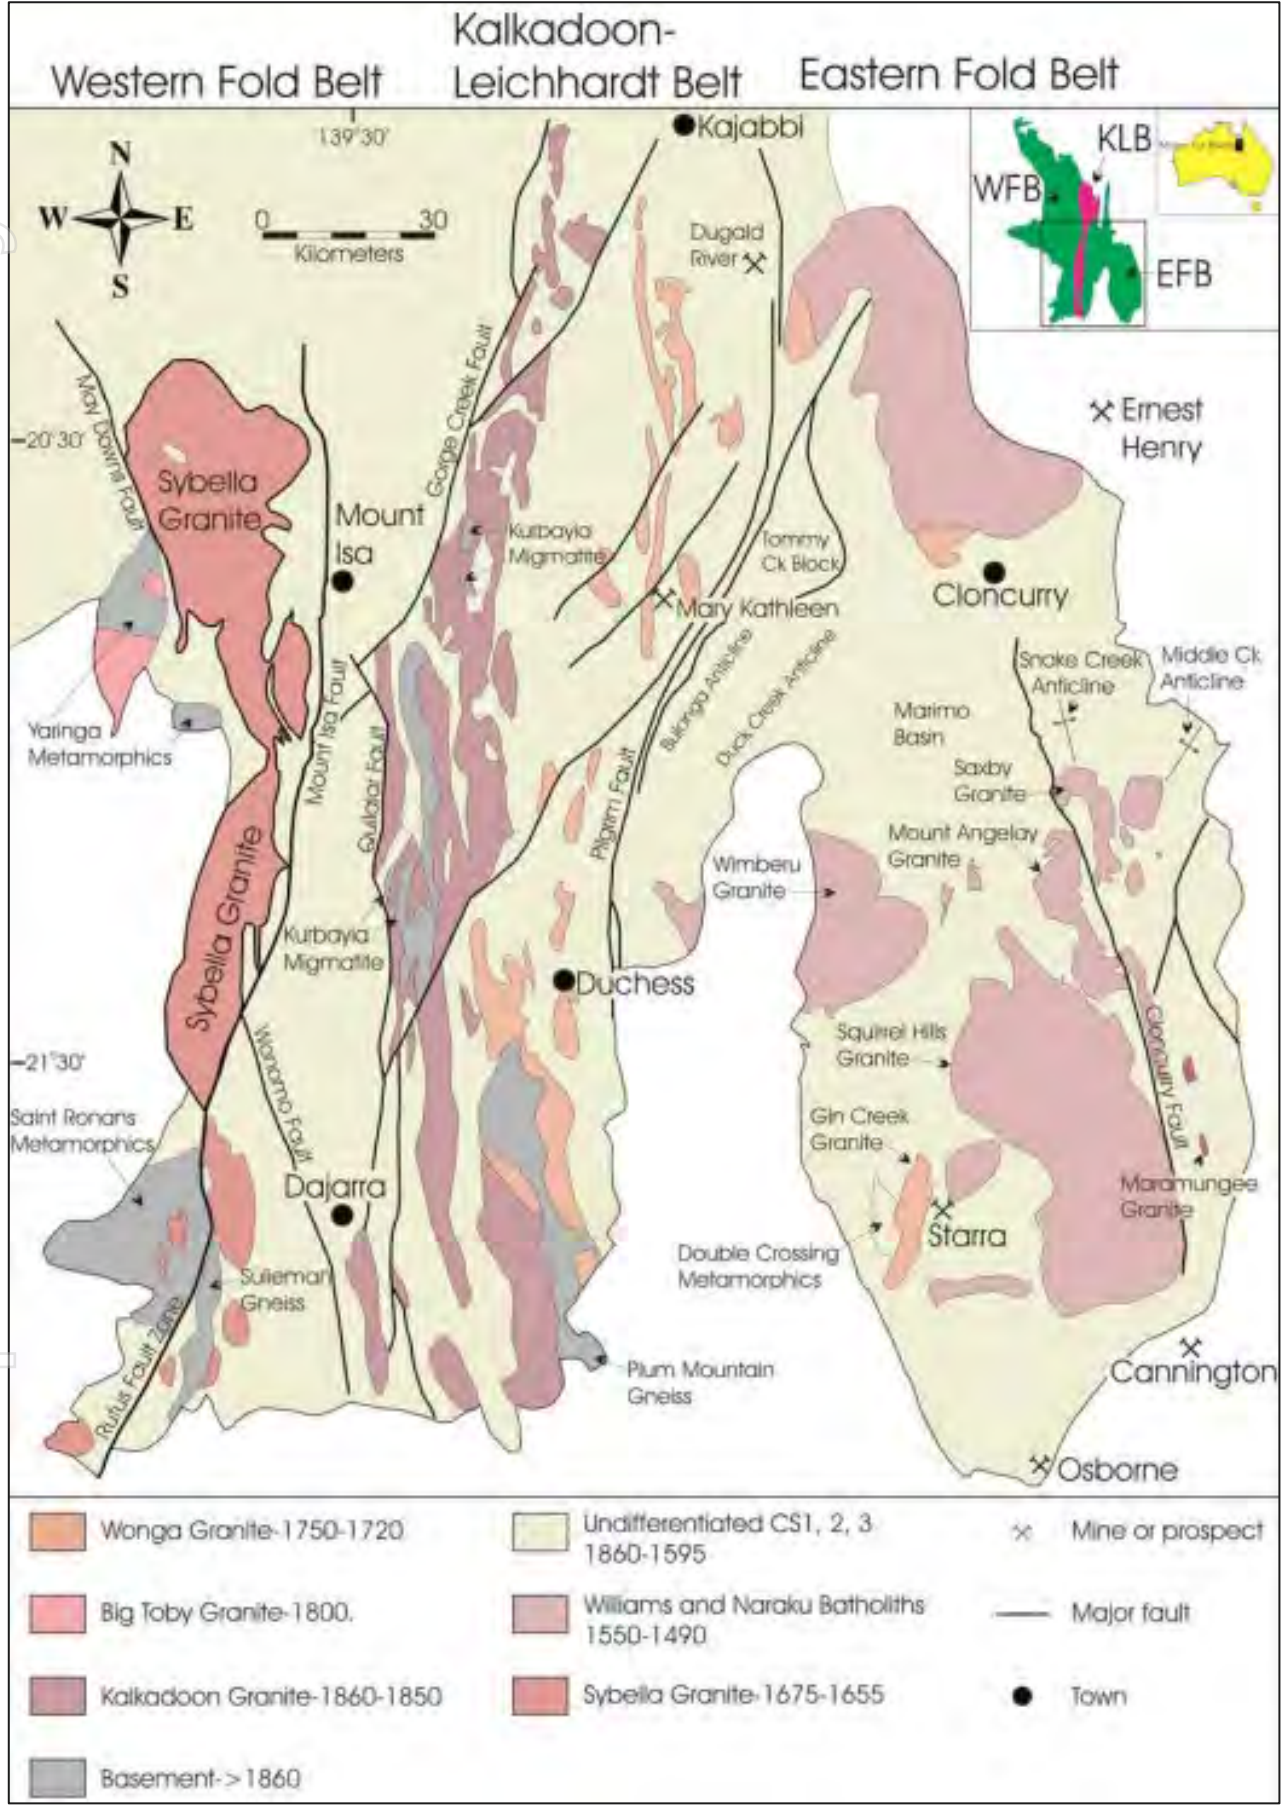 Western Fold Belt
Kalkadoon-
Leichhardt Belt
Eastern Fold Belt
139°30'
Kajabbi
N
W
E
S
0
30
Kilometers
KLB
WFB
EFB
Dugald
River
Gorge Creek Fault
May Downs Fault
20°30'
Ernest
Henry
Sybella
Granite
Mount
Isa
Kurbayia
Migmatite
Tommy
Ck Block
Mary Kathleen
Cloncurry
Yaringa
Metamorphics
Mount Isa Fault
Quilalar Fault
Bulonga Anticline
Duck Creek Anticline
Pilgrim Fault
Snake Creek
Anticline
Middle Ck
Anticline
Marimo
Basin
Saxby
Granite
Mount Angelay
Granite
Wimberu
Granite
Sybella Granite
Kurbayia
Migmatite
Duchess
Squirrel Hills
Granite
21°30'
Wonomo Fault
Cloncurry Fault
Saint Ronans
Metamorphics
Gin Creek
Granite
Dajarra
Maramungee
Granite
Starra
Double Crossing
Metamorphics
Sulieman
Gneiss
Rufus Fault Zone
Plum Mountain
Gneiss
Cannington
Osborne
Wonga Granite-1750-1720
Undifferentiated CS1, 2, 3
1860-1595
Mine or prospect
Big Toby Granite-1800.
Williams and Naraku Batholiths
1550-1490
Major fault
Kalkadoon Granite-1860-1850
Sybella Granite-1675-1655
Town
Basement->1860